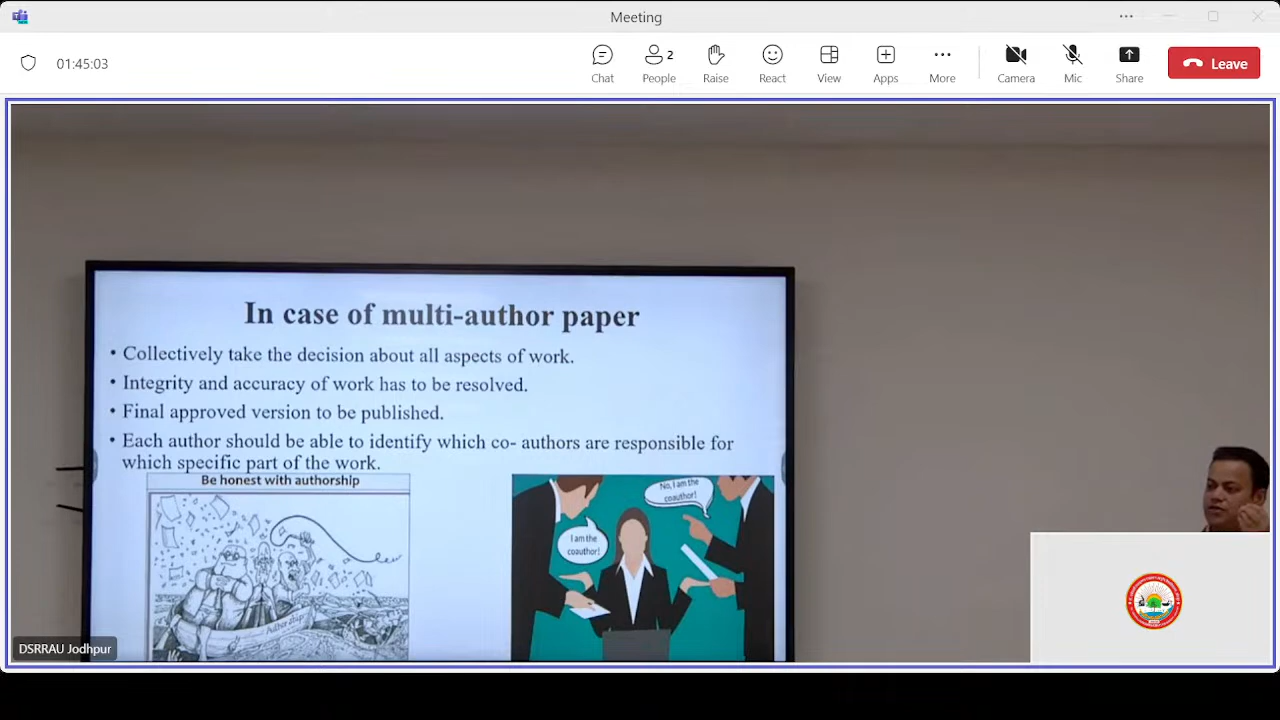 Meeting
01:45:03
Chat
People
2
Raise
React
View
Apps
More
Camera
Mic
Share
Leave
In case of multi-author paper
• Collectively take the decision about all aspects of work.
• Integrity and accuracy of work has to be resolved.
• Final approved version to be published.
• Each author should be able to identify which co- authors are responsible for
which specific part of the work.
Be honest with authorship
Authorship
I am the
coauthor!
No, I am the
coauthor!
DSRRAU Jodhpur